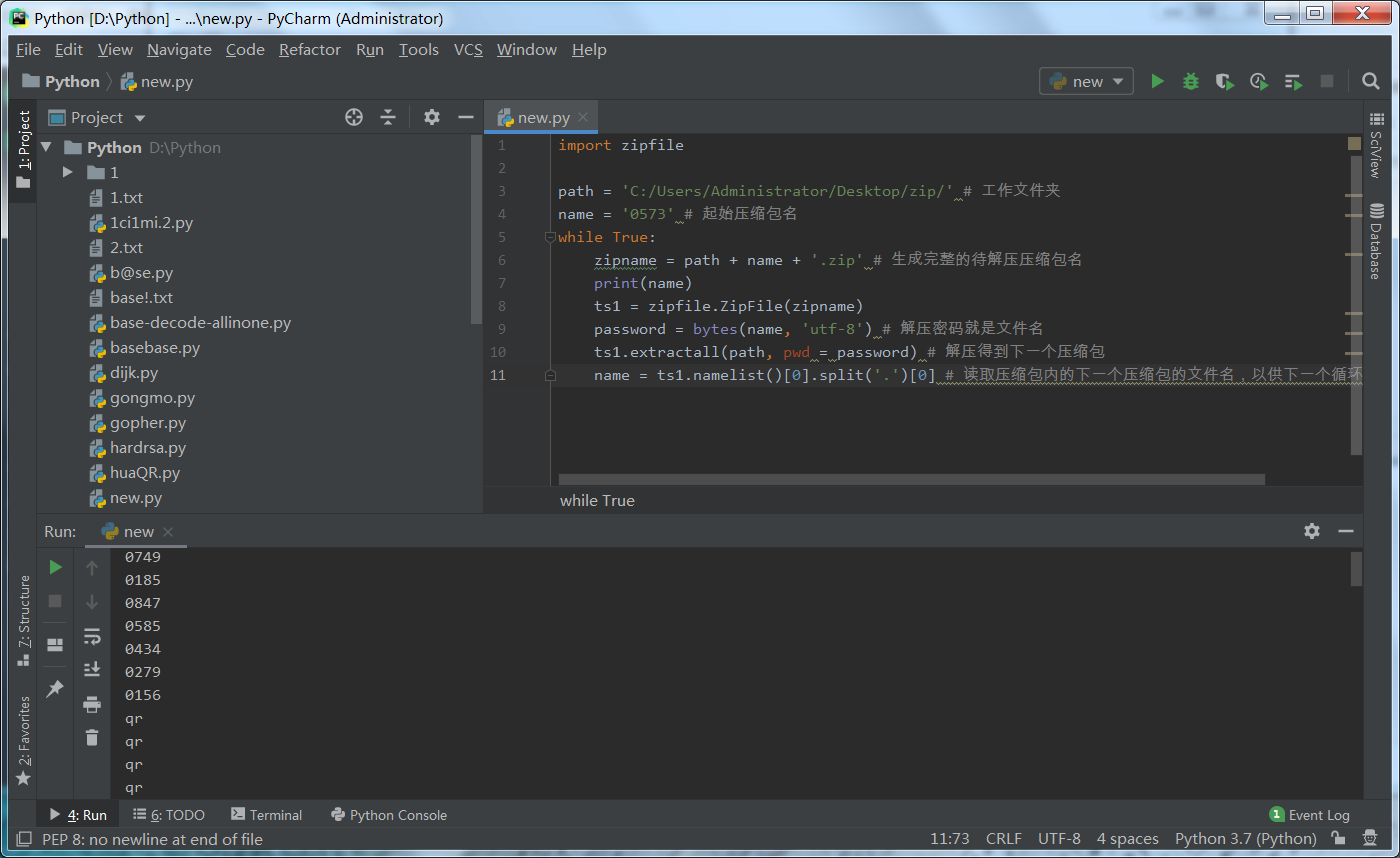 Python [D:\Python] - ...\new.py - PyCharm (Administrator)
File Edit View Navigate Code Refactor Run Tools VCS Window Help
Python new.py
new
1: Project
Project
Python D:\Python
1
1.txt
1ci1mi.2.py
2.txt
b@se.py
base!.txt
base-decode-allinone.py
basebase.py
dijk.py
gongmo.py
gopher.py
hardrsa.py
huaQR.py
new.py
new.py
1 import zipfile
2
3 path = 'C:/Users/Administrator/Desktop/zip/' # 工作文件夹
4 name = '0573' # 起始压缩包名
5 while True:
6 zipname = path + name + '.zip' # 生成完整的待解压压缩包名
7 print(name)
8 ts1 = zipfile.ZipFile(zipname)
9 password = bytes(name, 'utf-8') # 解压密码就是文件名
10 ts1.extractall(path, pwd = password) # 解压得到下一个压缩包
11 name = ts1.namelist()[0].split('.')[0] # 读取压缩包内的下一个压缩包的文件名，以供下一个循环
while True
SciView
Database
Run: new
0749
0185
0847
0585
0434
0279
0156
qr
qr
qr
qr
Z: Structure
2: Favorites
4: Run 6: TODO Terminal Python Console 1 Event Log
PEP 8: no newline at end of file 11:73 CRLF UTF-8 4 spaces Python 3.7 (Python)